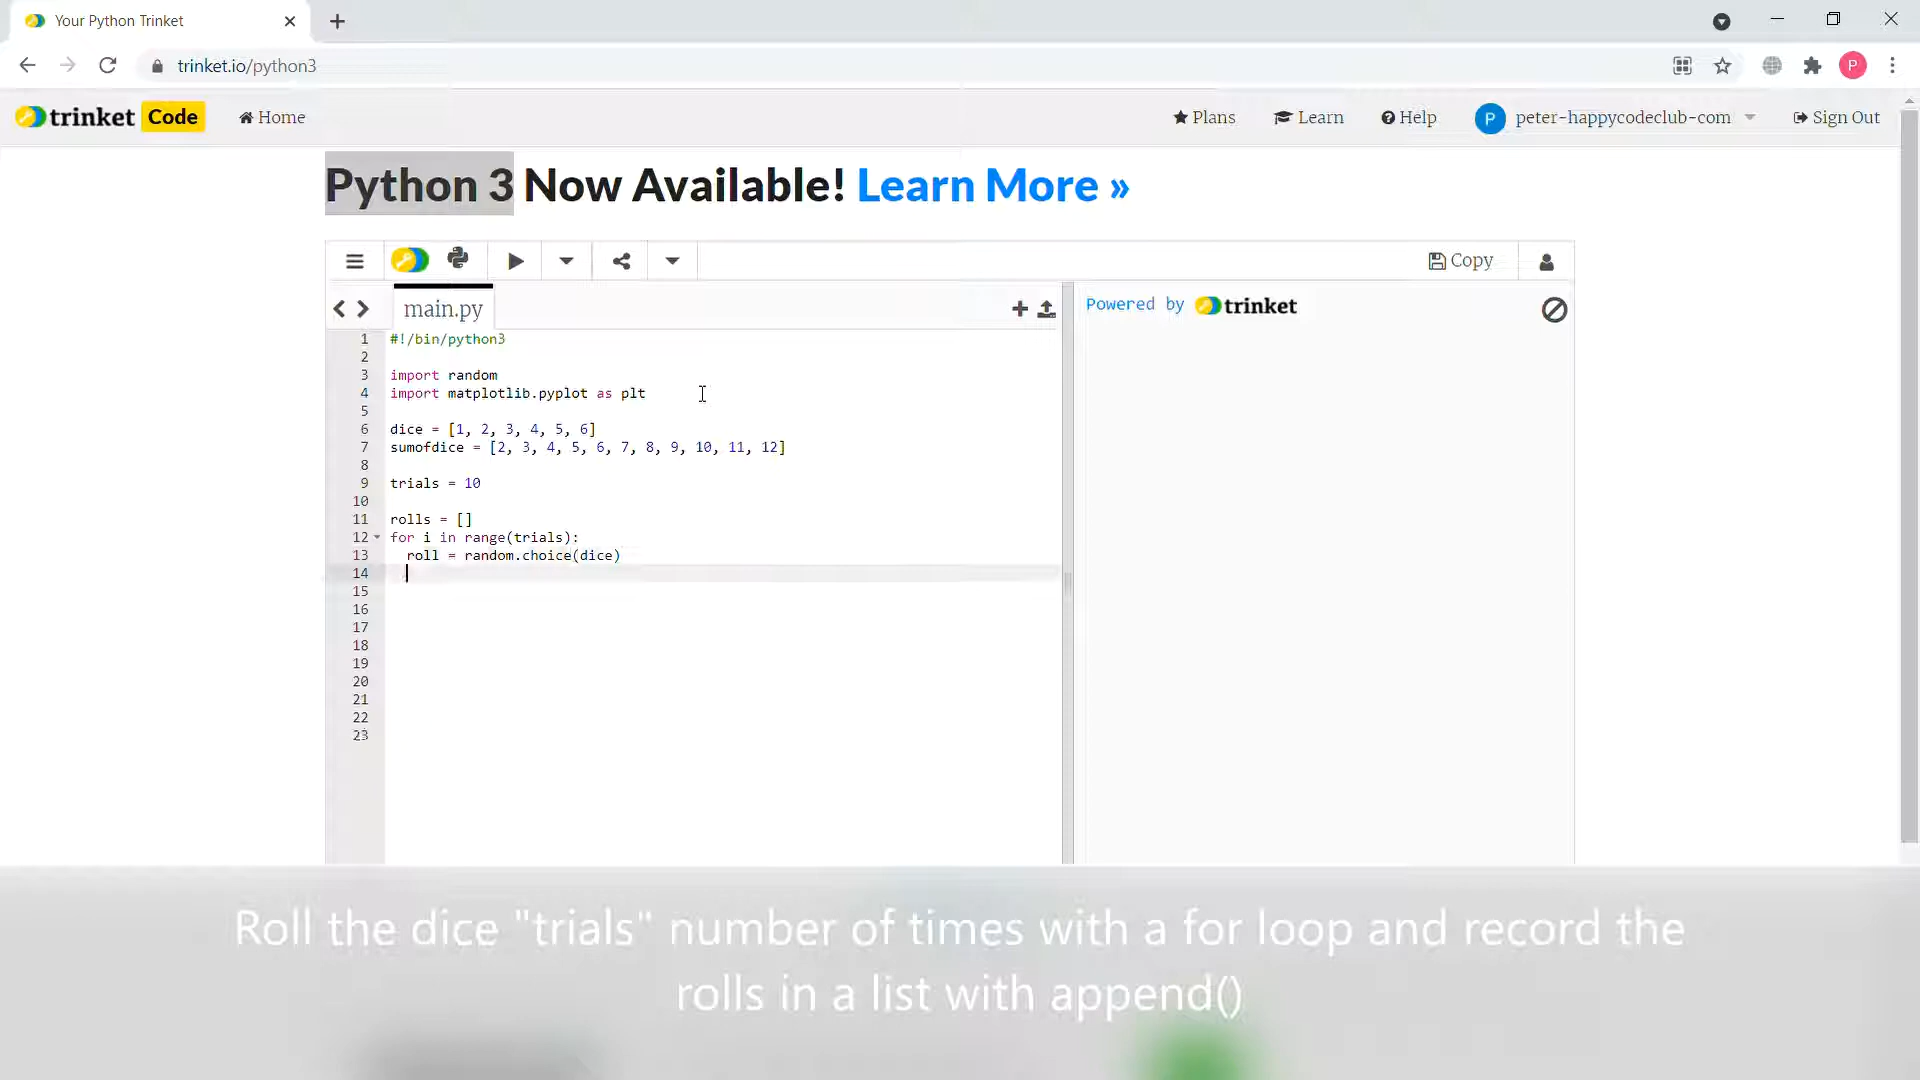 Your Python Trinket
trinket.io/python3
P
trinket Code
Home
Plans
Learn
Help
P
peter-happycodeclub-com
Sign Out
Python 3 Now Available! Learn More »
Copy
main.py
Powered by trinket
1 #!/bin/python3
2
3 import random
4 import matplotlib.pyplot as plt
5
6 dice = [1, 2, 3, 4, 5, 6]
7 sumofdice = [2, 3, 4, 5, 6, 7, 8, 9, 10, 11, 12]
8
9 trials = 10
10
11 rolls = []
12 for i in range(trials):
13 roll = random.choice(dice)
14
15
16
17
18
19
20
21
22
23
Roll the dice "trials" number of times with a for loop and record the
rolls in a list with append()